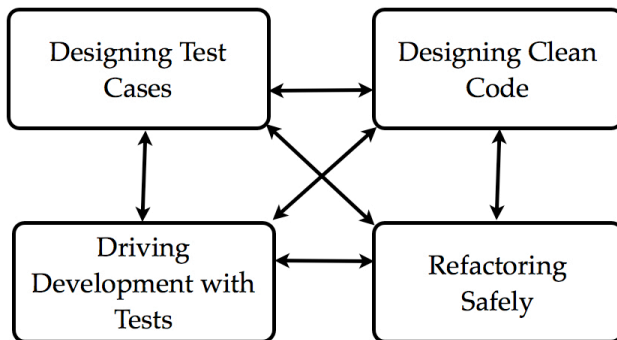 Designing Test
Cases
Designing Clean
Code
Driving
Development with
Tests
Refactoring
Safely